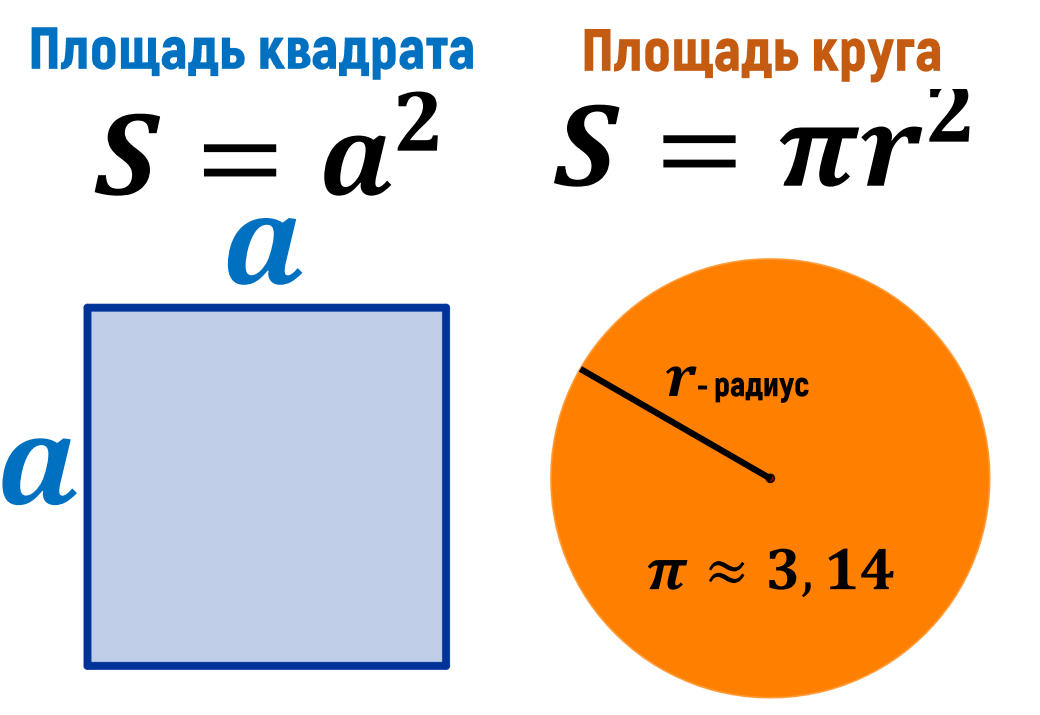 Площадь квадрата
S = a²
a
a
Площадь круга
S = πr²
r - радиус
π ≈ 3,14